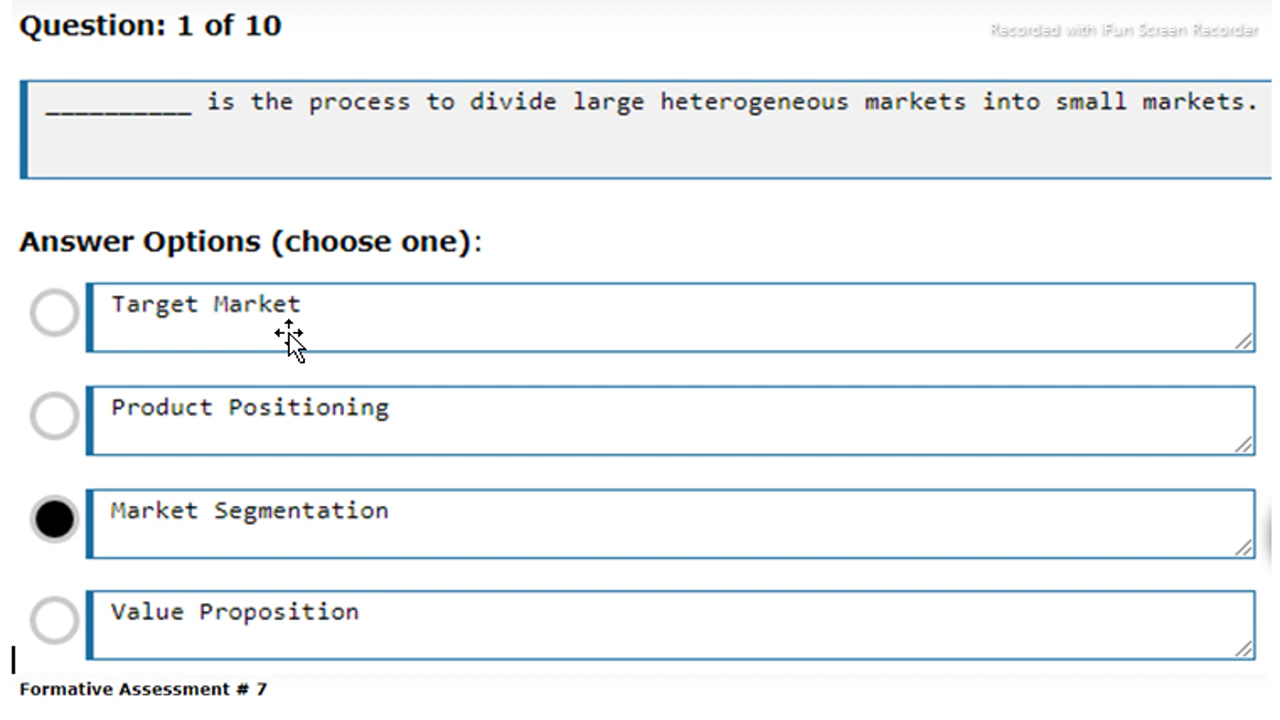 Question: 1 of 10
Recorded with iFun Screen Recorder
__________ is the process to divide large heterogeneous markets into small markets.
Answer Options (choose one):
Target Market
Product Positioning
Market Segmentation
Value Proposition
Formative Assessment # 7